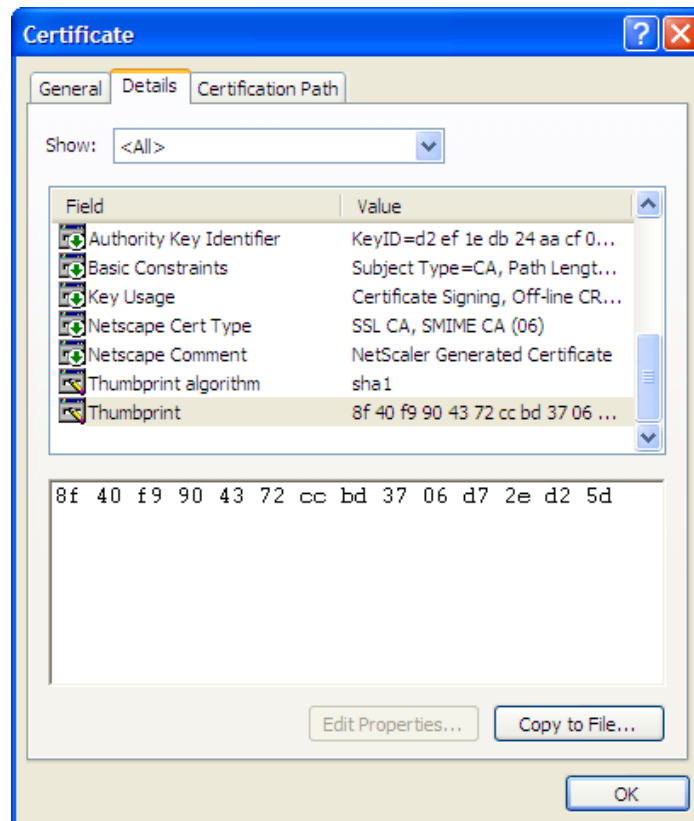 Certificate
General Details Certification Path
Show: <All>
Field Value
Authority Key Identifier KeyID=d2 ef 1e db 24 aa cf 0...
Basic Constraints Subject Type=CA, Path Lengt...
Key Usage Certificate Signing, Off-line CR...
Netscape Cert Type SSL CA, SMIME CA (06)
Netscape Comment NetScaler Generated Certificate
Thumbprint algorithm sha1
Thumbprint 8f 40 f9 90 43 72 cc bd 37 06 ...
8f 40 f9 90 43 72 cc bd 37 06 d7 2e d2 5d
Edit Properties... Copy to File...
OK